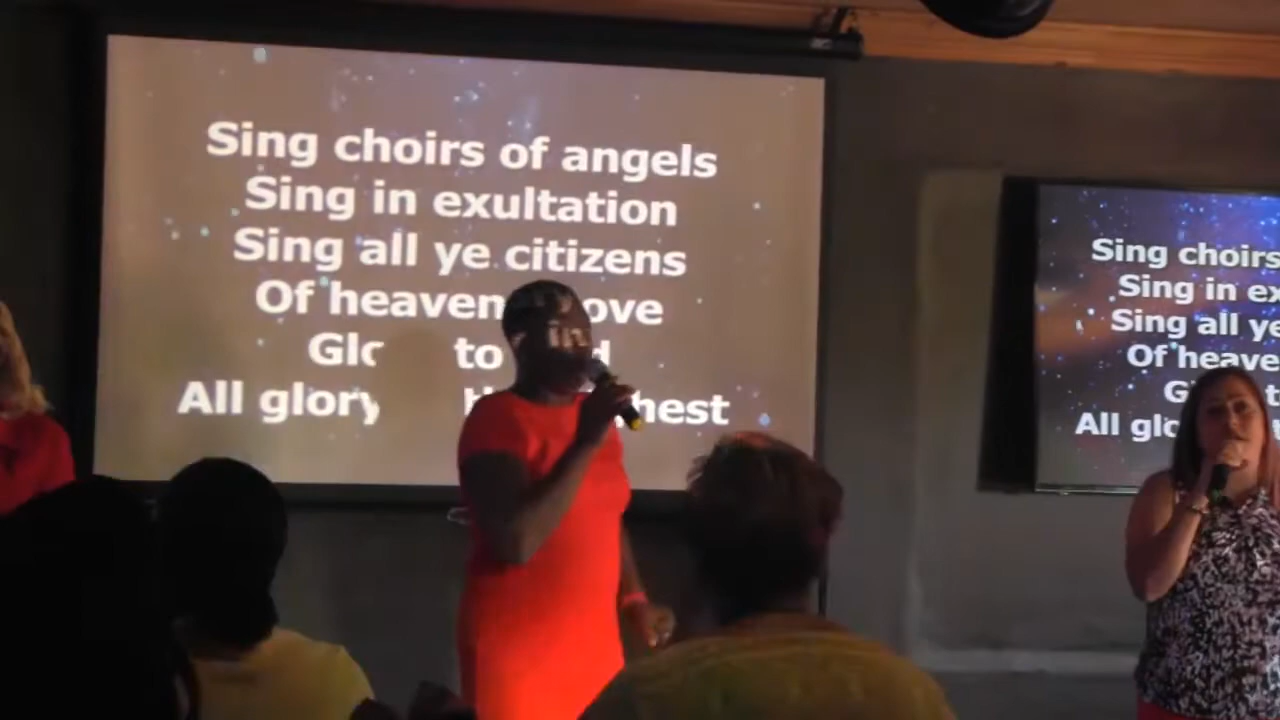 Sing choirs of angels
Sing in exultation
Sing all ye citizens
Of heaven ove
Glc to d
All glory hest
Sing choirs
Sing in ex
Sing all ye
Of heave
G t
All glo